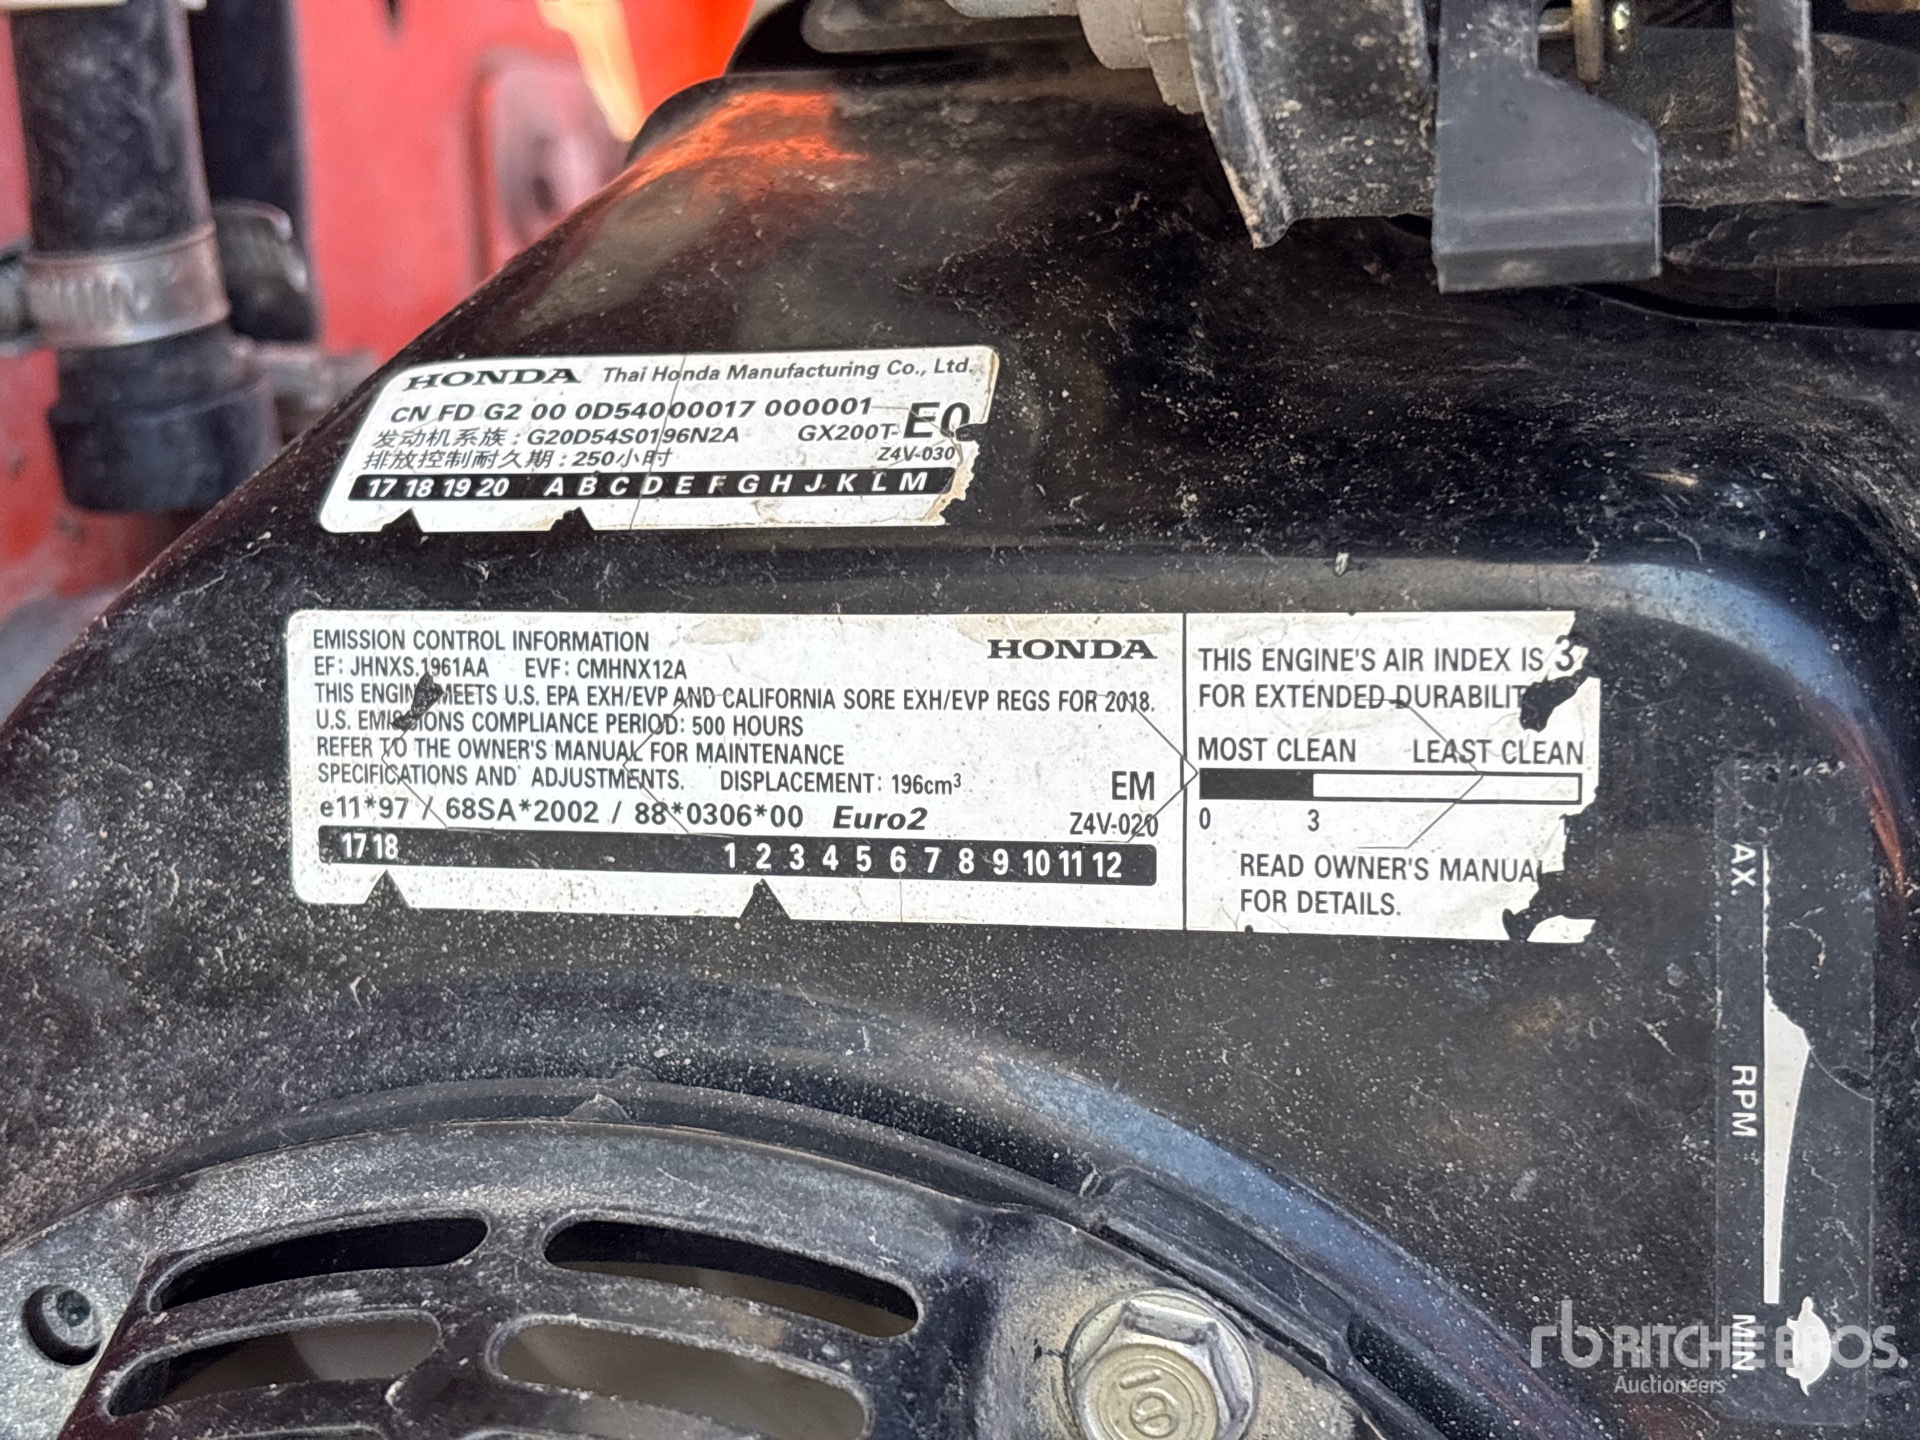 HONDA Thai Honda Manufacturing Co., Ltd.
CN FD G2 00 0D54000017 000001
发动机系族 : G20D54S0196N2A GX200T- E0
排放控制耐久期 : 250小时 Z4V-030
17 18 19 20 A B C D E F G H J K L M
EMISSION CONTROL INFORMATION HONDA
EF: JHNXS.1961AA EVF: CMHNX12A
THIS ENGINE MEETS U.S. EPA EXH/EVP AND CALIFORNIA SORE EXH/EVP REGS FOR 2018.
U.S. EMISSIONS COMPLIANCE PERIOD: 500 HOURS
REFER TO THE OWNER'S MANUAL FOR MAINTENANCE
SPECIFICATIONS AND ADJUSTMENTS. DISPLACEMENT: 196cm³ EM
e11*97 / 68SA*2002 / 88*0306*00 Euro2 Z4V-020
17 18 1 2 3 4 5 6 7 8 9 10 11 12
THIS ENGINE'S AIR INDEX IS 3
FOR EXTENDED DURABILIT
MOST CLEAN LEAST CLEAN
0 3
READ OWNER'S MANUAL
FOR DETAILS.
AX.
RPM
MIN.
rb RITCHIE BROS.
Auctioneers